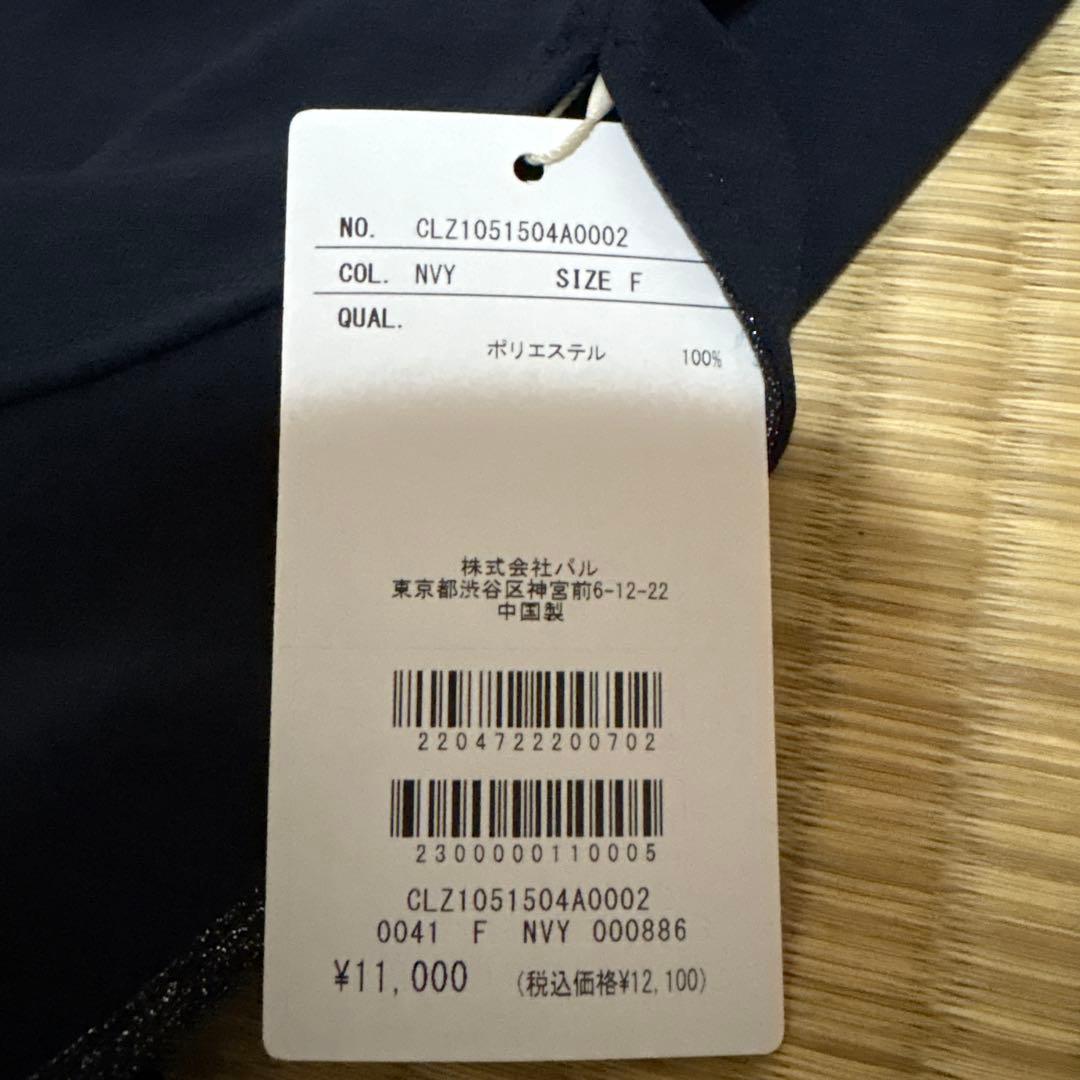 NO. CLZ1051504A0002
COL. NVY SIZE F
QUAL.
ポリエステル 100%
株式会社パル
東京都渋谷区神宮前6-12-22
中国製
2204722200702
2300000110005
CLZ1051504A0002
0041 F NVY 000886
¥11,000 (税込価格¥12,100)